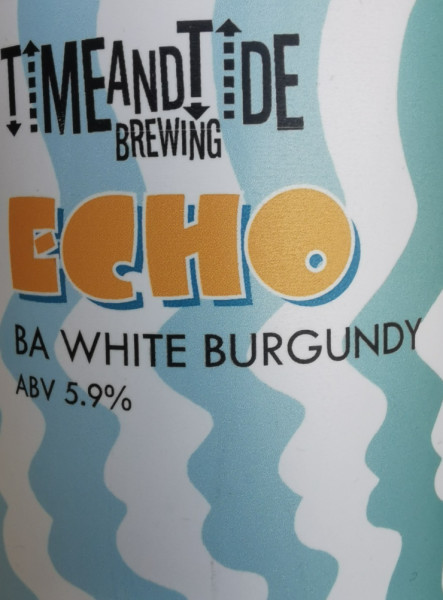 TIMEANDTIDE
BREWING
ECHO
BA WHITE BURGUNDY
ABV 5.9%